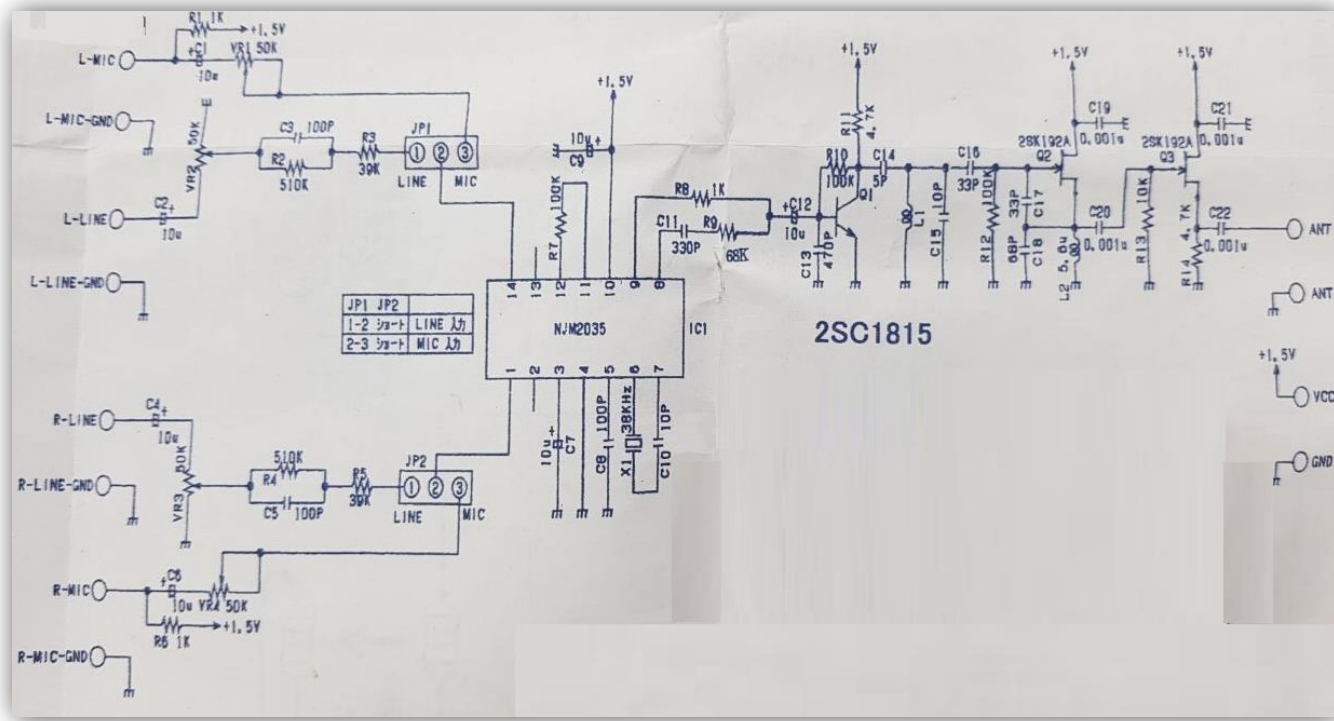 R1 1K
+1.5V
C1
VR1 50K
L-MIC
10u
L-MIC-GND
50K
VR2
C3 100P
R2
510K
R3
39K
JP1
① ② ③
LINE MIC
C2
L-LINE
10u
L-LINE-GND
+1.5V
10u
C9
R7 100K
R8 1K
C11
330P
R9
68K
C12
10u
C13
470P
+1.5V
R11
4.7K
R10
100K
Q1
C14
5P
L1
C15 10P
C16
33P
R12 100K
33P
C17
68P
C18
+1.5V
C19
0.001u
2SK192A
Q2
L2 5.6u
C20
0.001u
+1.5V
C21
0.001u
2SK192A
Q3
R13 10K
R14 4.7K
C22
0.001u
ANT
ANT
+1.5V
VCC
GND
JP1 JP2
1-2 ショート LINE 入力
2-3 ショート MIC 入力
14 13 12 11 10 9 8
NJM2035
IC1
1 2 3 4 5 6 7
2SC1815
10u
C7
C8 100P
X1 38KHz
C10 10P
R-LINE
C4
10u
50K
VR3
R-LINE-GND
510K
R4
C5 100P
R5
39K
JP2
① ② ③
LINE MIC
R-MIC
C6
10u
VR4 50K
R6 1K
+1.5V
R-MIC-GND